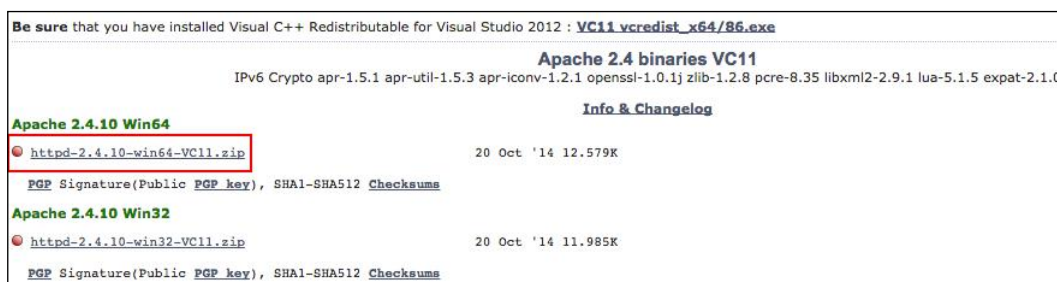 Be sure that you have installed Visual C++ Redistributable for Visual Studio 2012 : VC11 vcredist_x64/86.exe
Apache 2.4 binaries VC11
IPv6 Crypto apr-1.5.1 apr-util-1.5.3 apr-iconv-1.2.1 openssl-1.0.1j zlib-1.2.8 pcre-8.35 libxml2-2.9.1 lua-5.1.5 expat-2.1.0
Info & Changelog
Apache 2.4.10 Win64
httpd-2.4.10-win64-VC11.zip 20 Oct '14 12.579K
PGP Signature(Public PGP key), SHA1-SHA512 Checksums
Apache 2.4.10 Win32
httpd-2.4.10-win32-VC11.zip 20 Oct '14 11.985K
PGP Signature(Public PGP key), SHA1-SHA512 Checksums